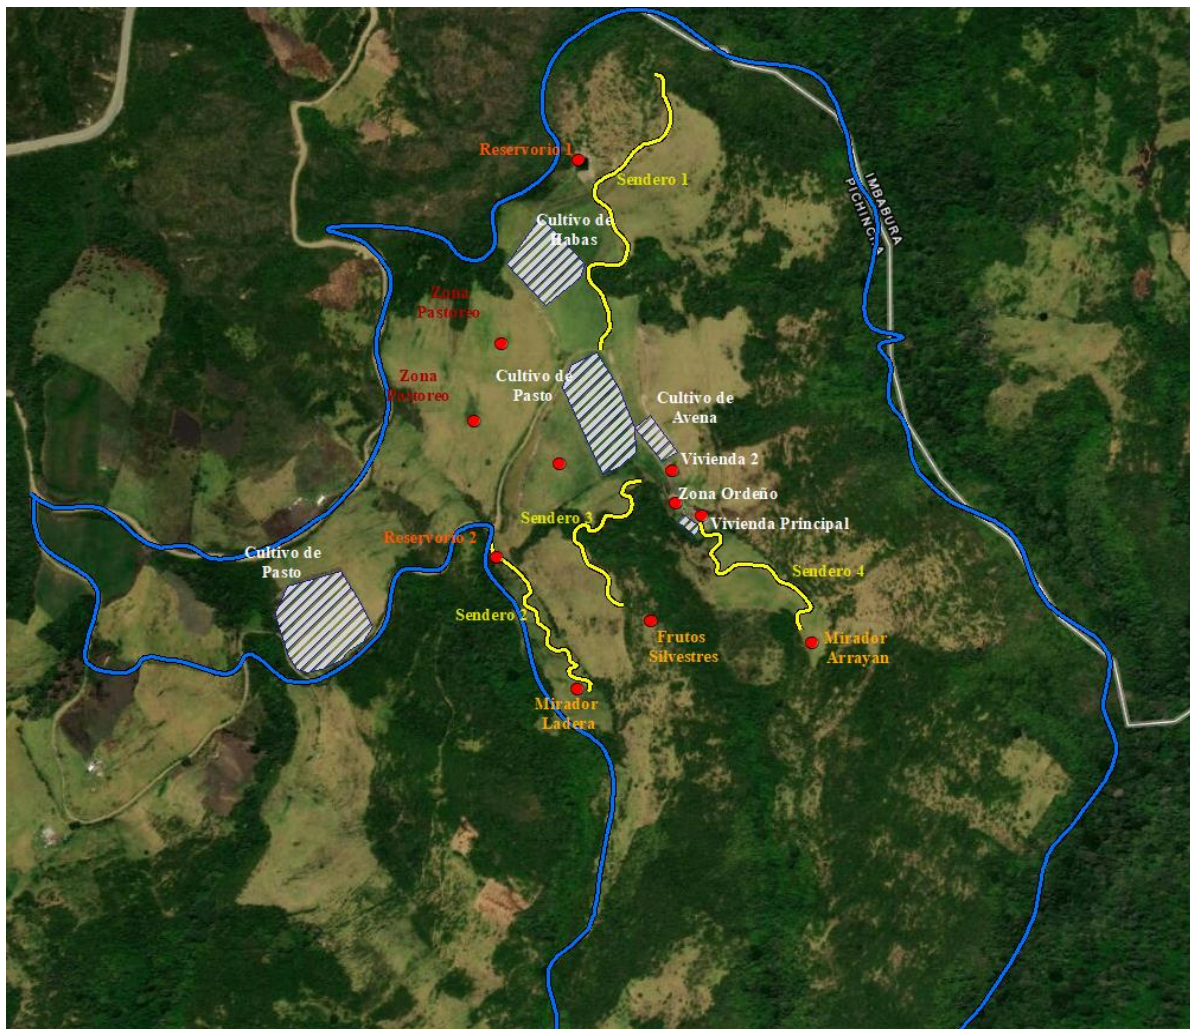 Reservorio 1
Sendero 1
IMBABURA
PICHINCHA
Cultivo de
Habas
Zona
Pastoreo
Zona
Pastoreo
Cultivo de
Pasto
Cultivo de
Avena
Vivienda 2
Zona Ordeño
Vivienda Principal
Sendero 3
Reservorio 2
Cultivo de
Pasto
Sendero 4
Sendero 2
Frutos
Silvestres
Mirador
Arrayan
Mirador
Ladera